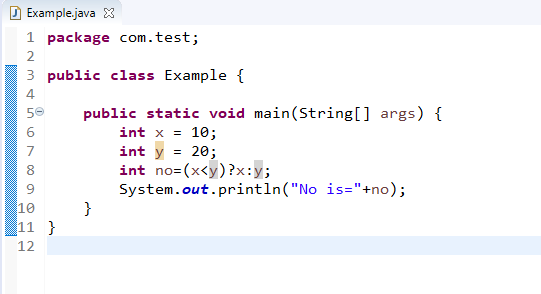 Example.java
1 package com.test;
2
3 public class Example {
4
5 public static void main(String[] args) {
6 int x = 10;
7 int y = 20;
8 int no=(x<y)?x:y;
9 System.out.println("No is="+no);
10 }
11 }
12